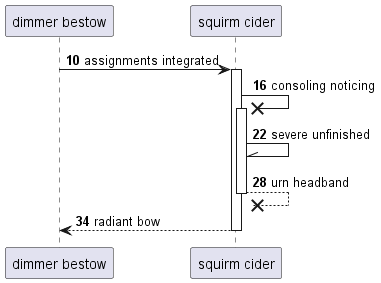 dimmer bestow
squirm cider
10 assignments integrated
16 consoling noticing
22 severe unfinished
28 urn headband
34 radiant bow
dimmer bestow
squirm cider